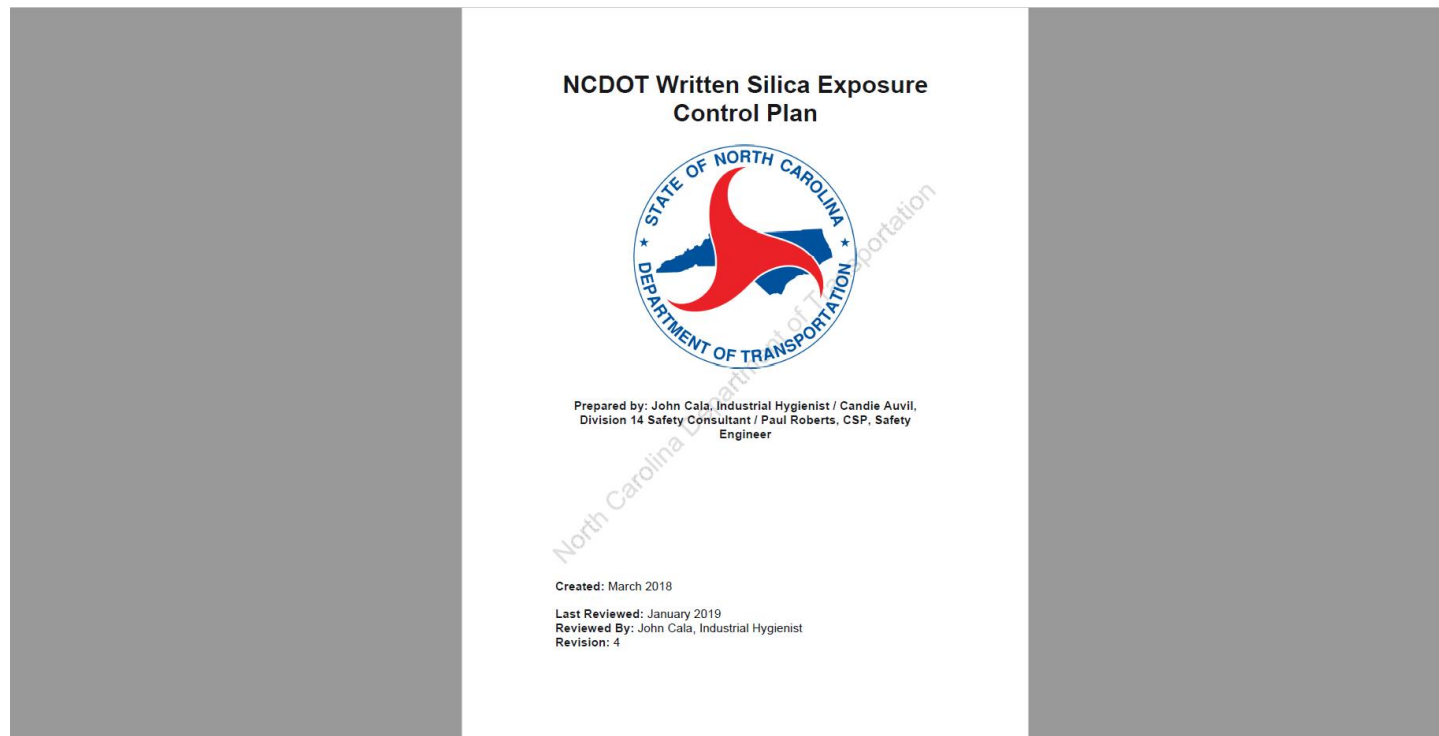 NCDOT Written Silica Exposure
Control Plan
STATE OF NORTH CAROLINA
DEPARTMENT OF TRANSPORTATION
North Carolina Department of Transportation
Prepared by: John Cala, Industrial Hygienist / Candie Auvil,
Division 14 Safety Consultant / Paul Roberts, CSP, Safety
Engineer
Created: March 2018
Last Reviewed: January 2019
Reviewed By: John Cala, Industrial Hygienist
Revision: 4